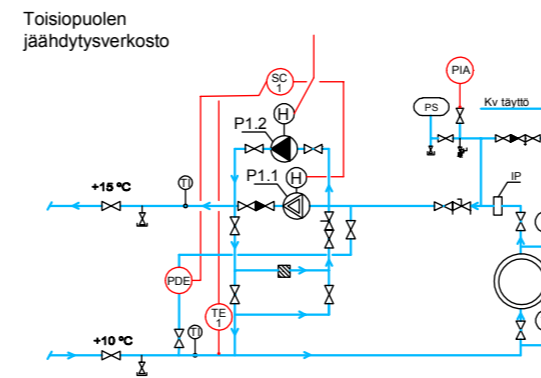 Toisiopuolen
jäähdytysverkosto
SC
1
PIA
PS
Kv täyttö
H
P1.2
P1.1
H
IP
+15 ºC
TI
PDE
TE
1
+10 ºC
TI